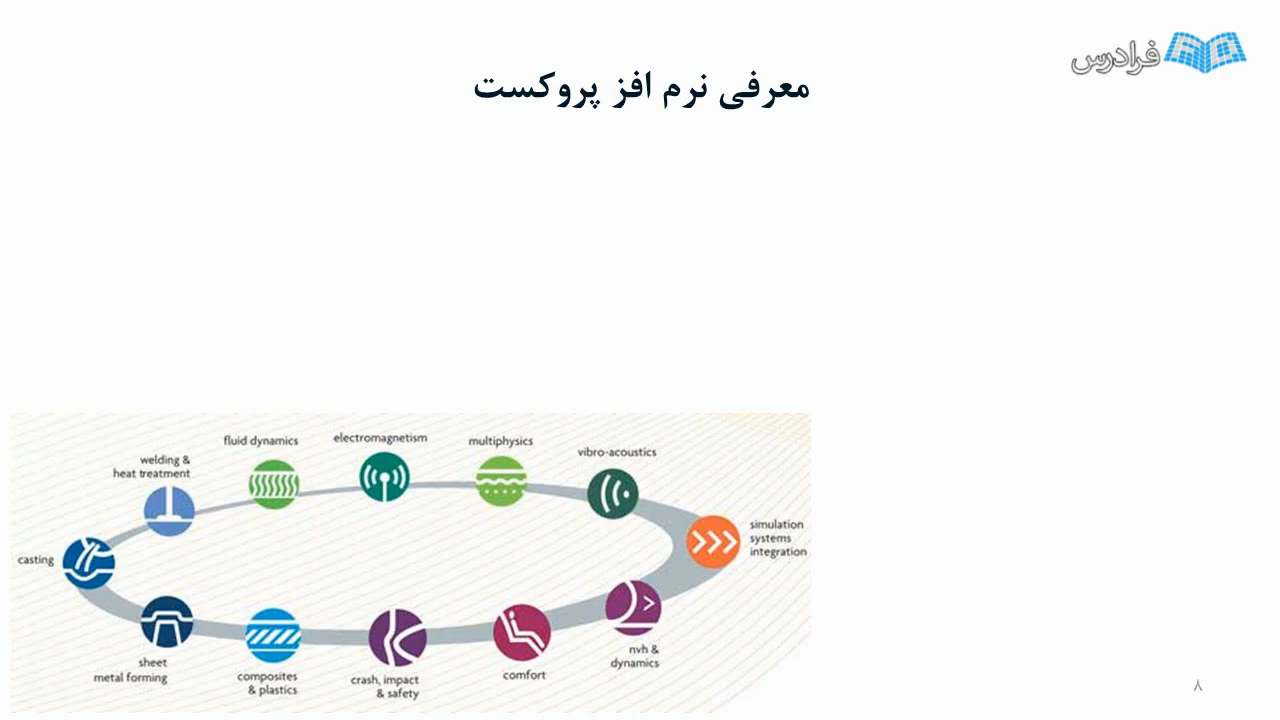 فرادرس
معرفی نرم افز پروکست
fluid dynamics
electromagnetism
multiphysics
vibro-acoustics
welding &
heat treatment
simulation
systems
integration
casting
nvh &
dynamics
sheet
metal forming
composites
& plastics
crash, impact
& safety
comfort
۸